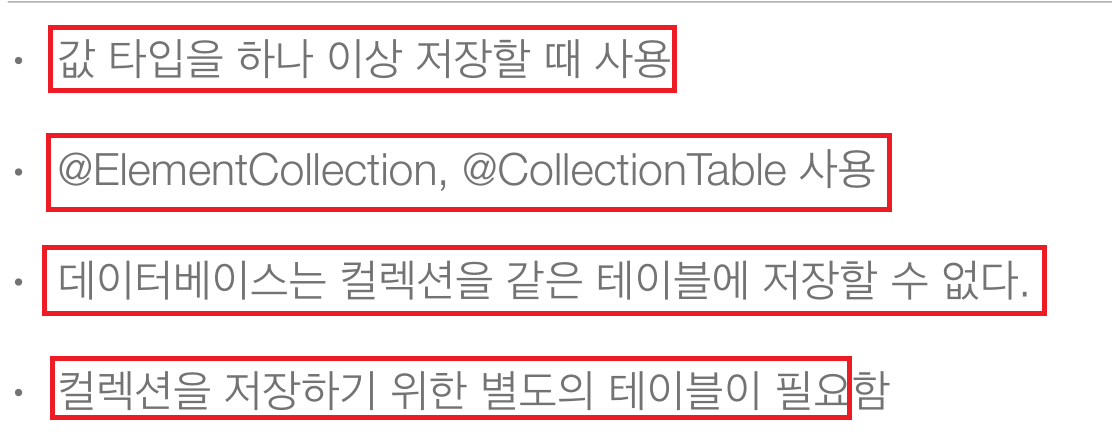 • 값 타입을 하나 이상 저장할 때 사용
• @ElementCollection, @CollectionTable 사용
• 데이터베이스는 컬렉션을 같은 테이블에 저장할 수 없다.
• 컬렉션을 저장하기 위한 별도의 테이블이 필요함